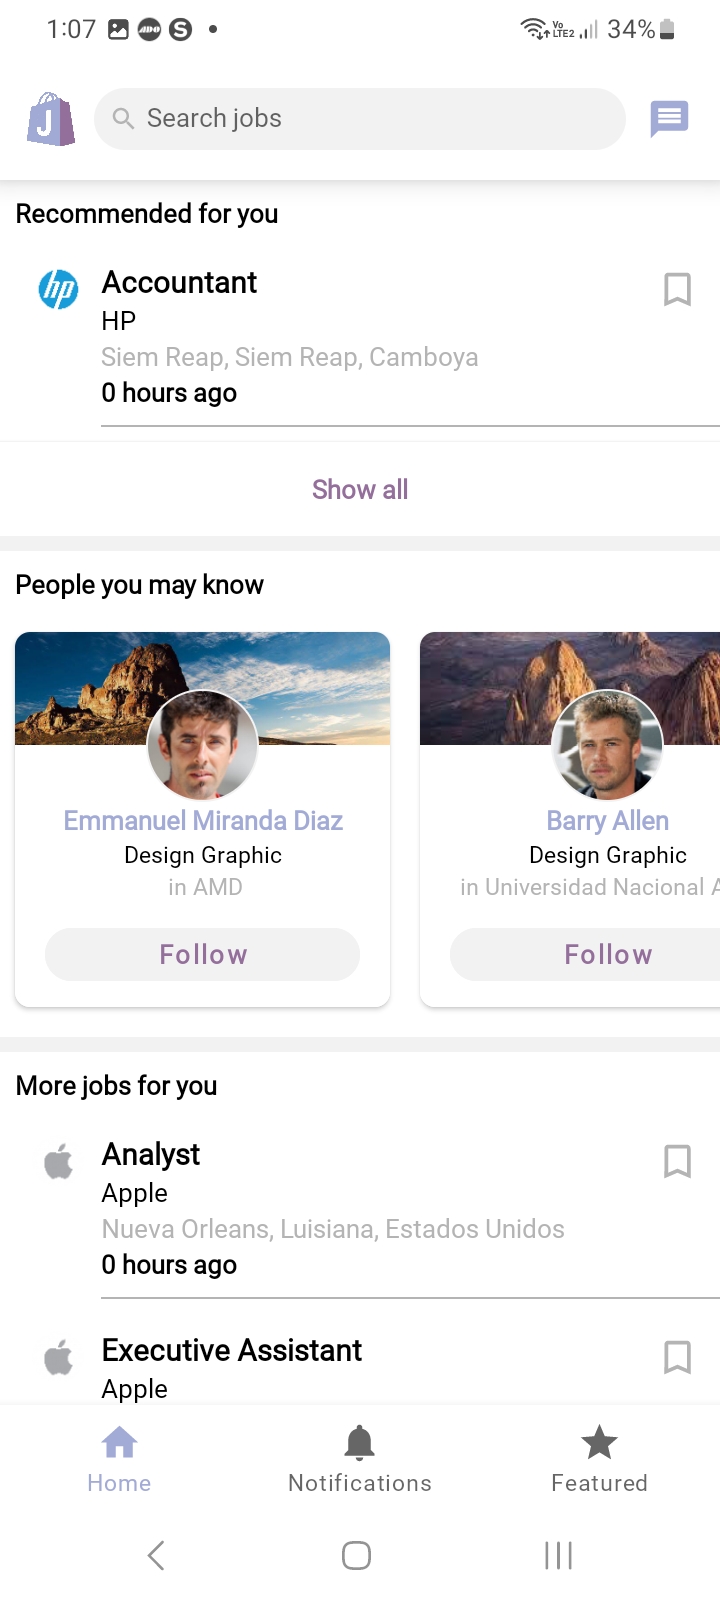 1:07 ADO S Vo LTE2 34%
J Search jobs
Recommended for you
hp Accountant
HP
Siem Reap, Siem Reap, Camboya
0 hours ago
Show all
People you may know
Emmanuel Miranda Diaz
Design Graphic
in AMD
Follow
Barry Allen
Design Graphic
in Universidad Nacional A
Follow
More jobs for you
Analyst
Apple
Nueva Orleans, Luisiana, Estados Unidos
0 hours ago
Executive Assistant
Apple
Home Notifications Featured